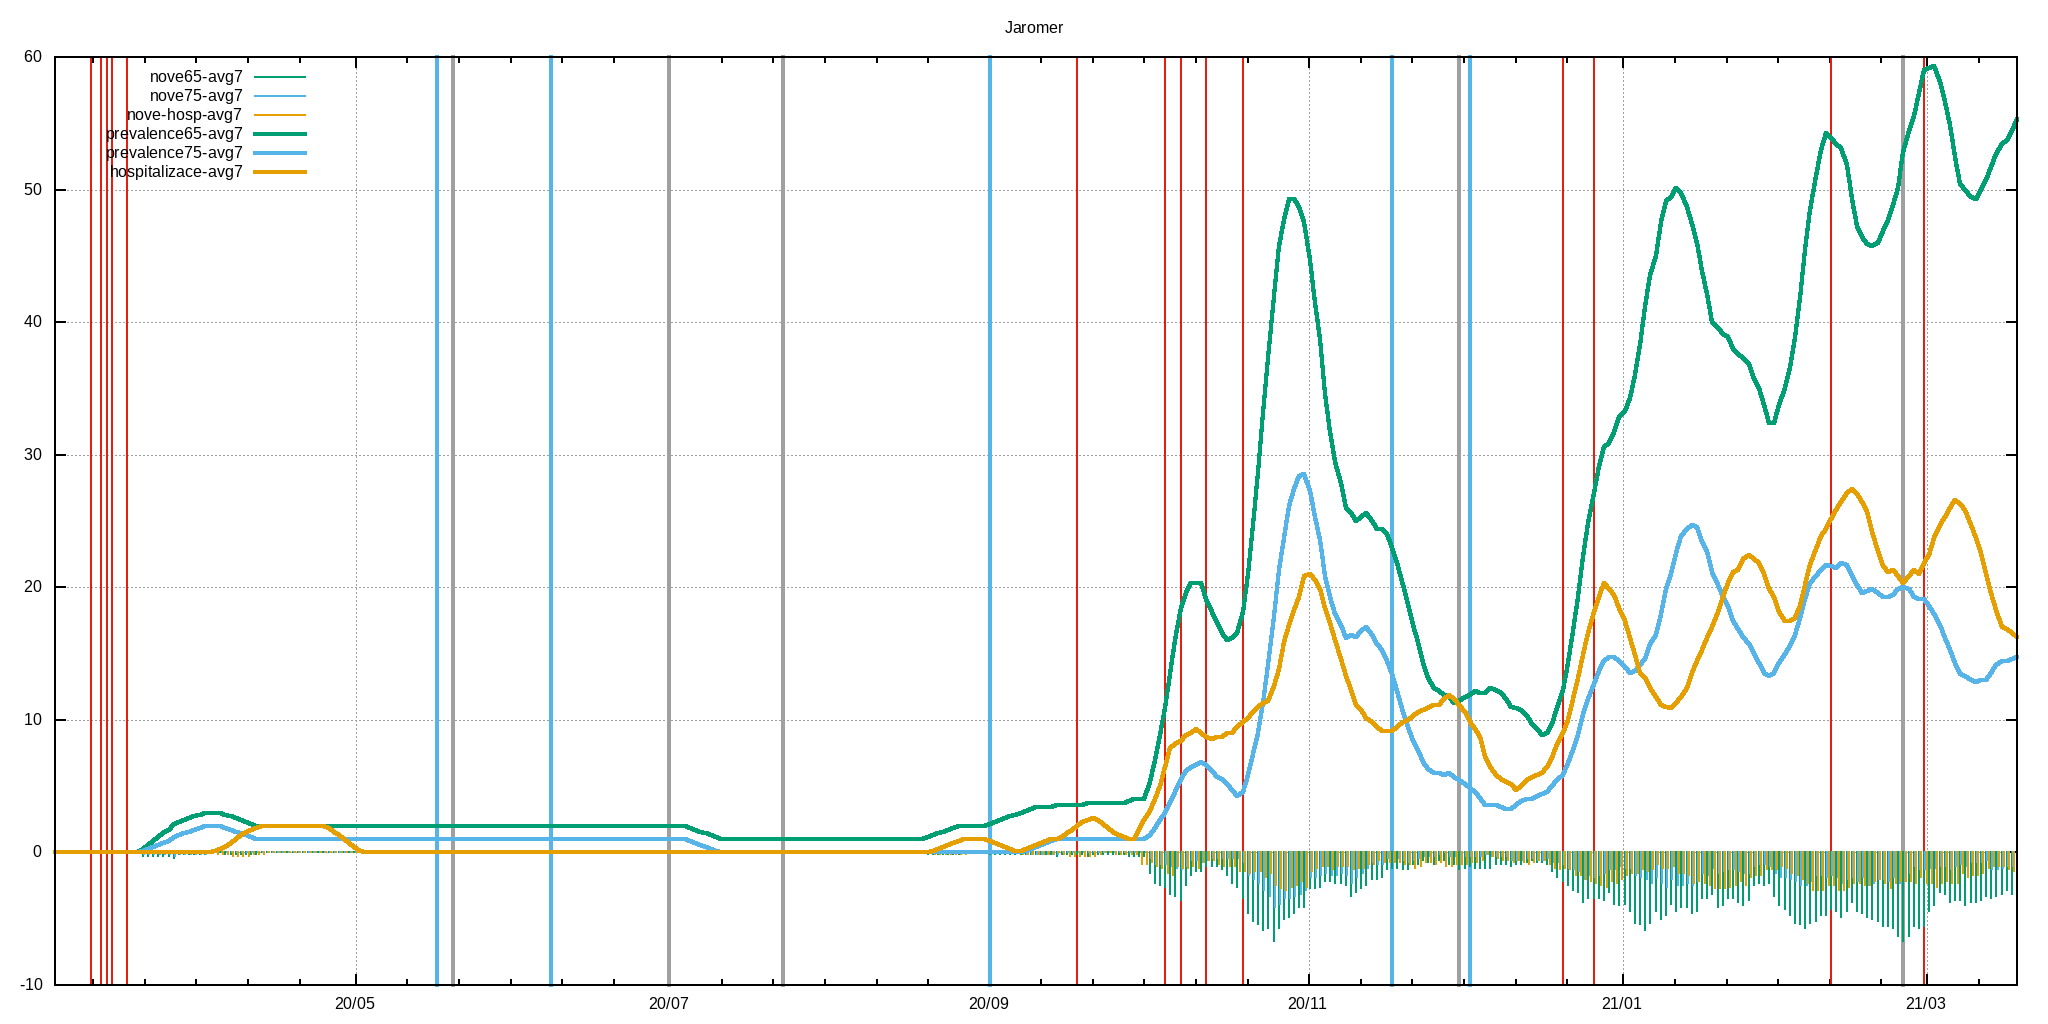 Jaromer
60
50
40
30
20
10
0
-10
nove65-avg7
nove75-avg7
nove-hosp-avg7
prevalence65-avg7
prevalence75-avg7
hospitalizace-avg7
20/05 20/07 20/09 20/11 21/01 21/03